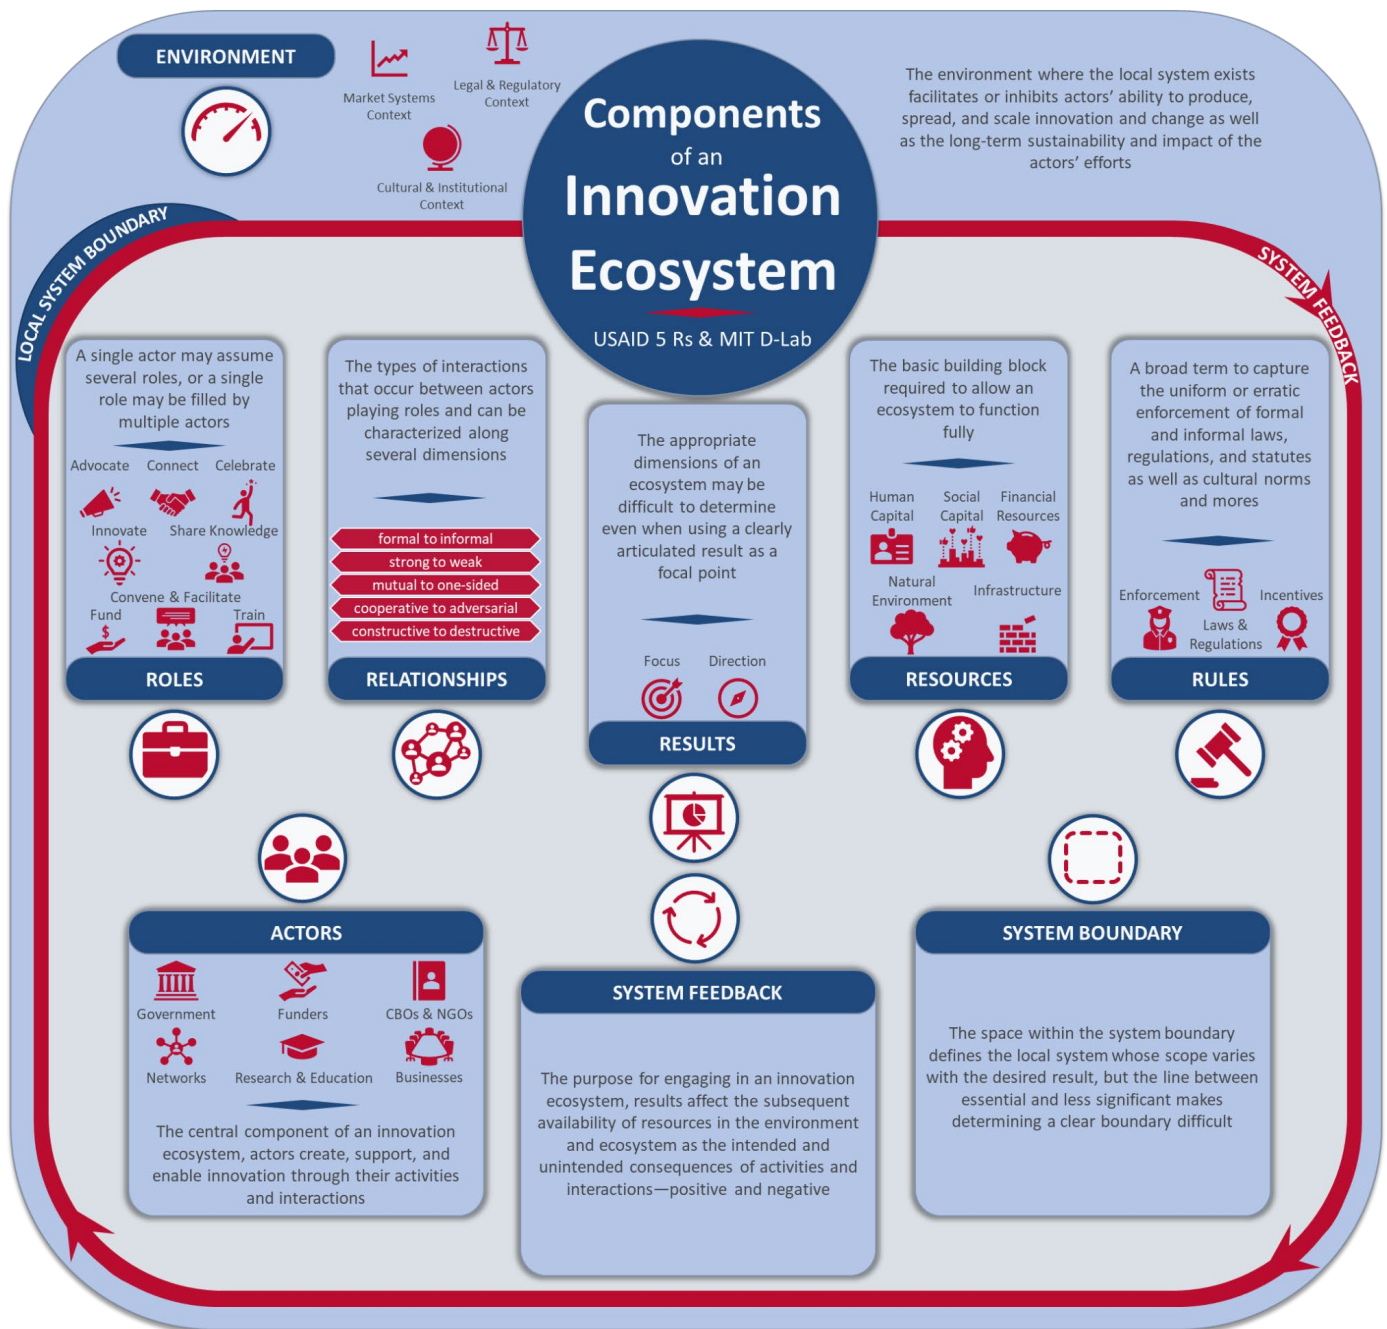 ENVIRONMENT
Market Systems
Context
Legal & Regulatory
Context
Cultural & Institutional
Context
Components
of an
Innovation
Ecosystem
USAID 5 Rs & MIT D-Lab
The environment where the local system exists
facilitates or inhibits actors' ability to produce,
spread, and scale innovation and change as well
as the long-term sustainability and impact of the
actors' efforts
LOCAL SYSTEM BOUNDARY
SYSTEM FEEDBACK
A single actor may assume
several roles, or a single
role may be filled by
multiple actors
Advocate Connect Celebrate
Innovate Share Knowledge
Convene & Facilitate
Fund Train
$
ROLES
The types of interactions
that occur between actors
playing roles and can be
characterized along
several dimensions
formal to informal
strong to weak
mutual to one-sided
cooperative to adversarial
constructive to destructive
RELATIONSHIPS
The appropriate
dimensions of an
ecosystem may be
difficult to determine
even when using a clearly
articulated result as a
focal point
Focus Direction
RESULTS
The basic building block
required to allow an
ecosystem to function
fully
Human
Capital
Social
Capital
Financial
Resources
Natural
Environment
Infrastructure
RESOURCES
A broad term to capture
the uniform or erratic
enforcement of formal
and informal laws,
regulations, and statutes
as well as cultural norms
and mores
Enforcement
Laws &
Regulations
Incentives
RULES
ACTORS
Government Funders CBOs & NGOs
Networks Research & Education Businesses
The central component of an innovation
ecosystem, actors create, support, and
enable innovation through their activities
and interactions
SYSTEM FEEDBACK
The purpose for engaging in an innovation
ecosystem, results affect the subsequent
availability of resources in the environment
and ecosystem as the intended and
unintended consequences of activities and
interactions—positive and negative
SYSTEM BOUNDARY
The space within the system boundary
defines the local system whose scope varies
with the desired result, but the line between
essential and less significant makes
determining a clear boundary difficult